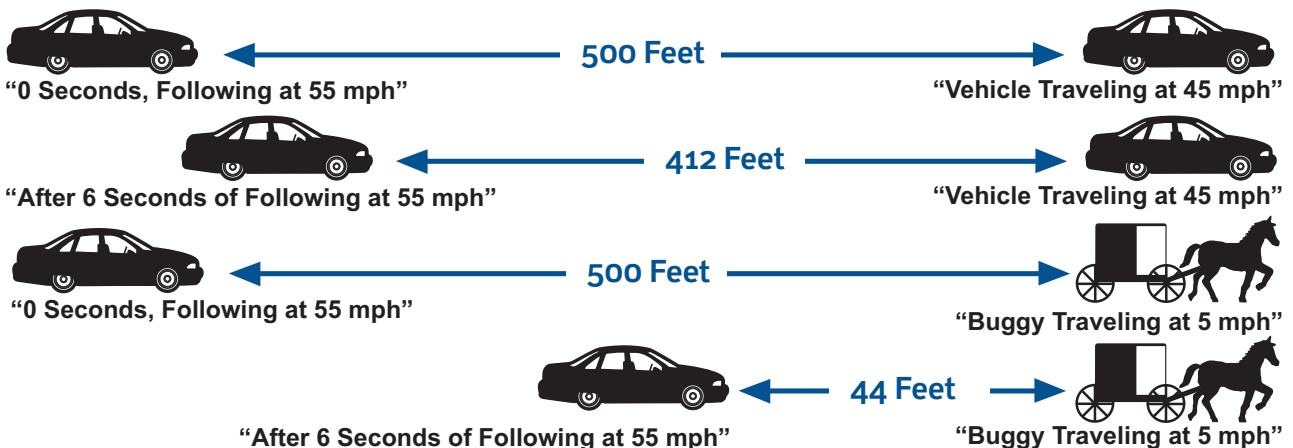 500 Feet
“0 Seconds, Following at 55 mph”
“Vehicle Traveling at 45 mph”
412 Feet
“After 6 Seconds of Following at 55 mph”
“Vehicle Traveling at 45 mph”
500 Feet
“0 Seconds, Following at 55 mph”
“Buggy Traveling at 5 mph”
44 Feet
“After 6 Seconds of Following at 55 mph”
“Buggy Traveling at 5 mph”